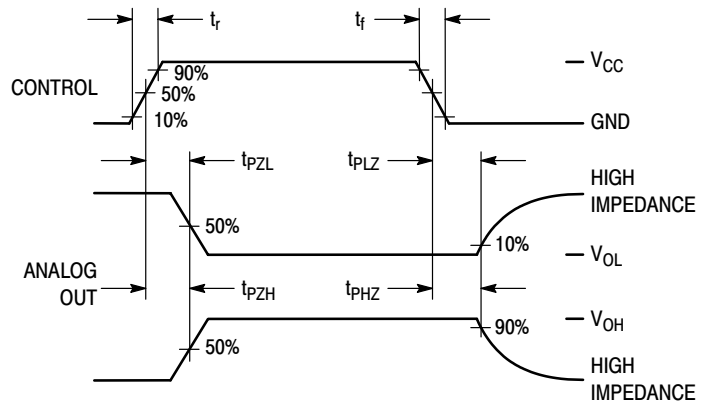 tr
tf
90%
50%
10%
CONTROL
VCC
GND
tPZL
tPLZ
HIGH
IMPEDANCE
50%
10%
VOL
ANALOG
OUT
tPZH
tPHZ
VOH
90%
50%
HIGH
IMPEDANCE